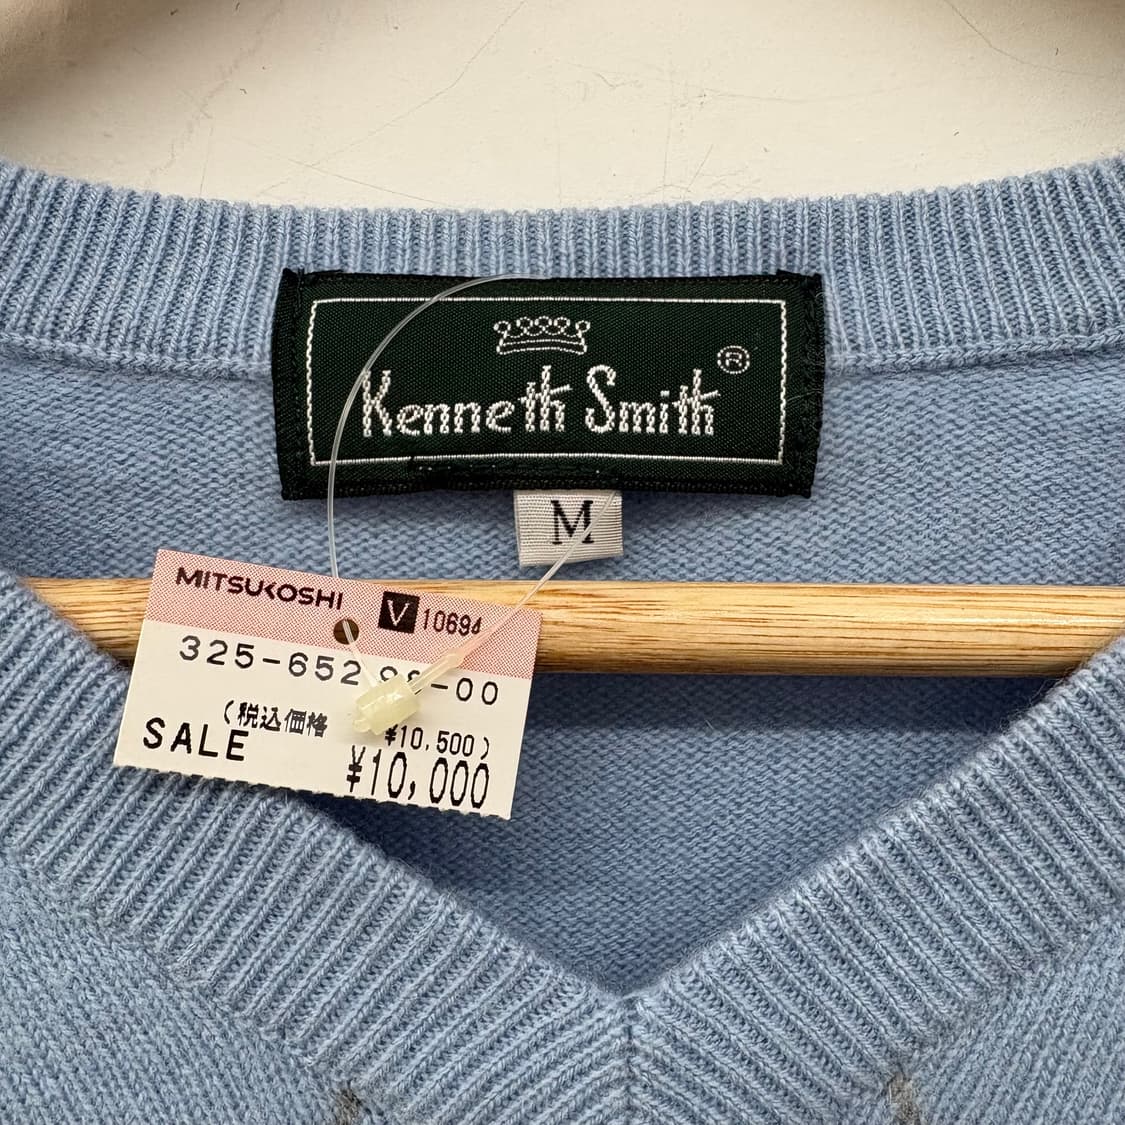 Kenneth Smith ®
M
MITSUKOSHI V 10694
325-652 -00
(税込価格 ¥10,500)
SALE ¥10,000